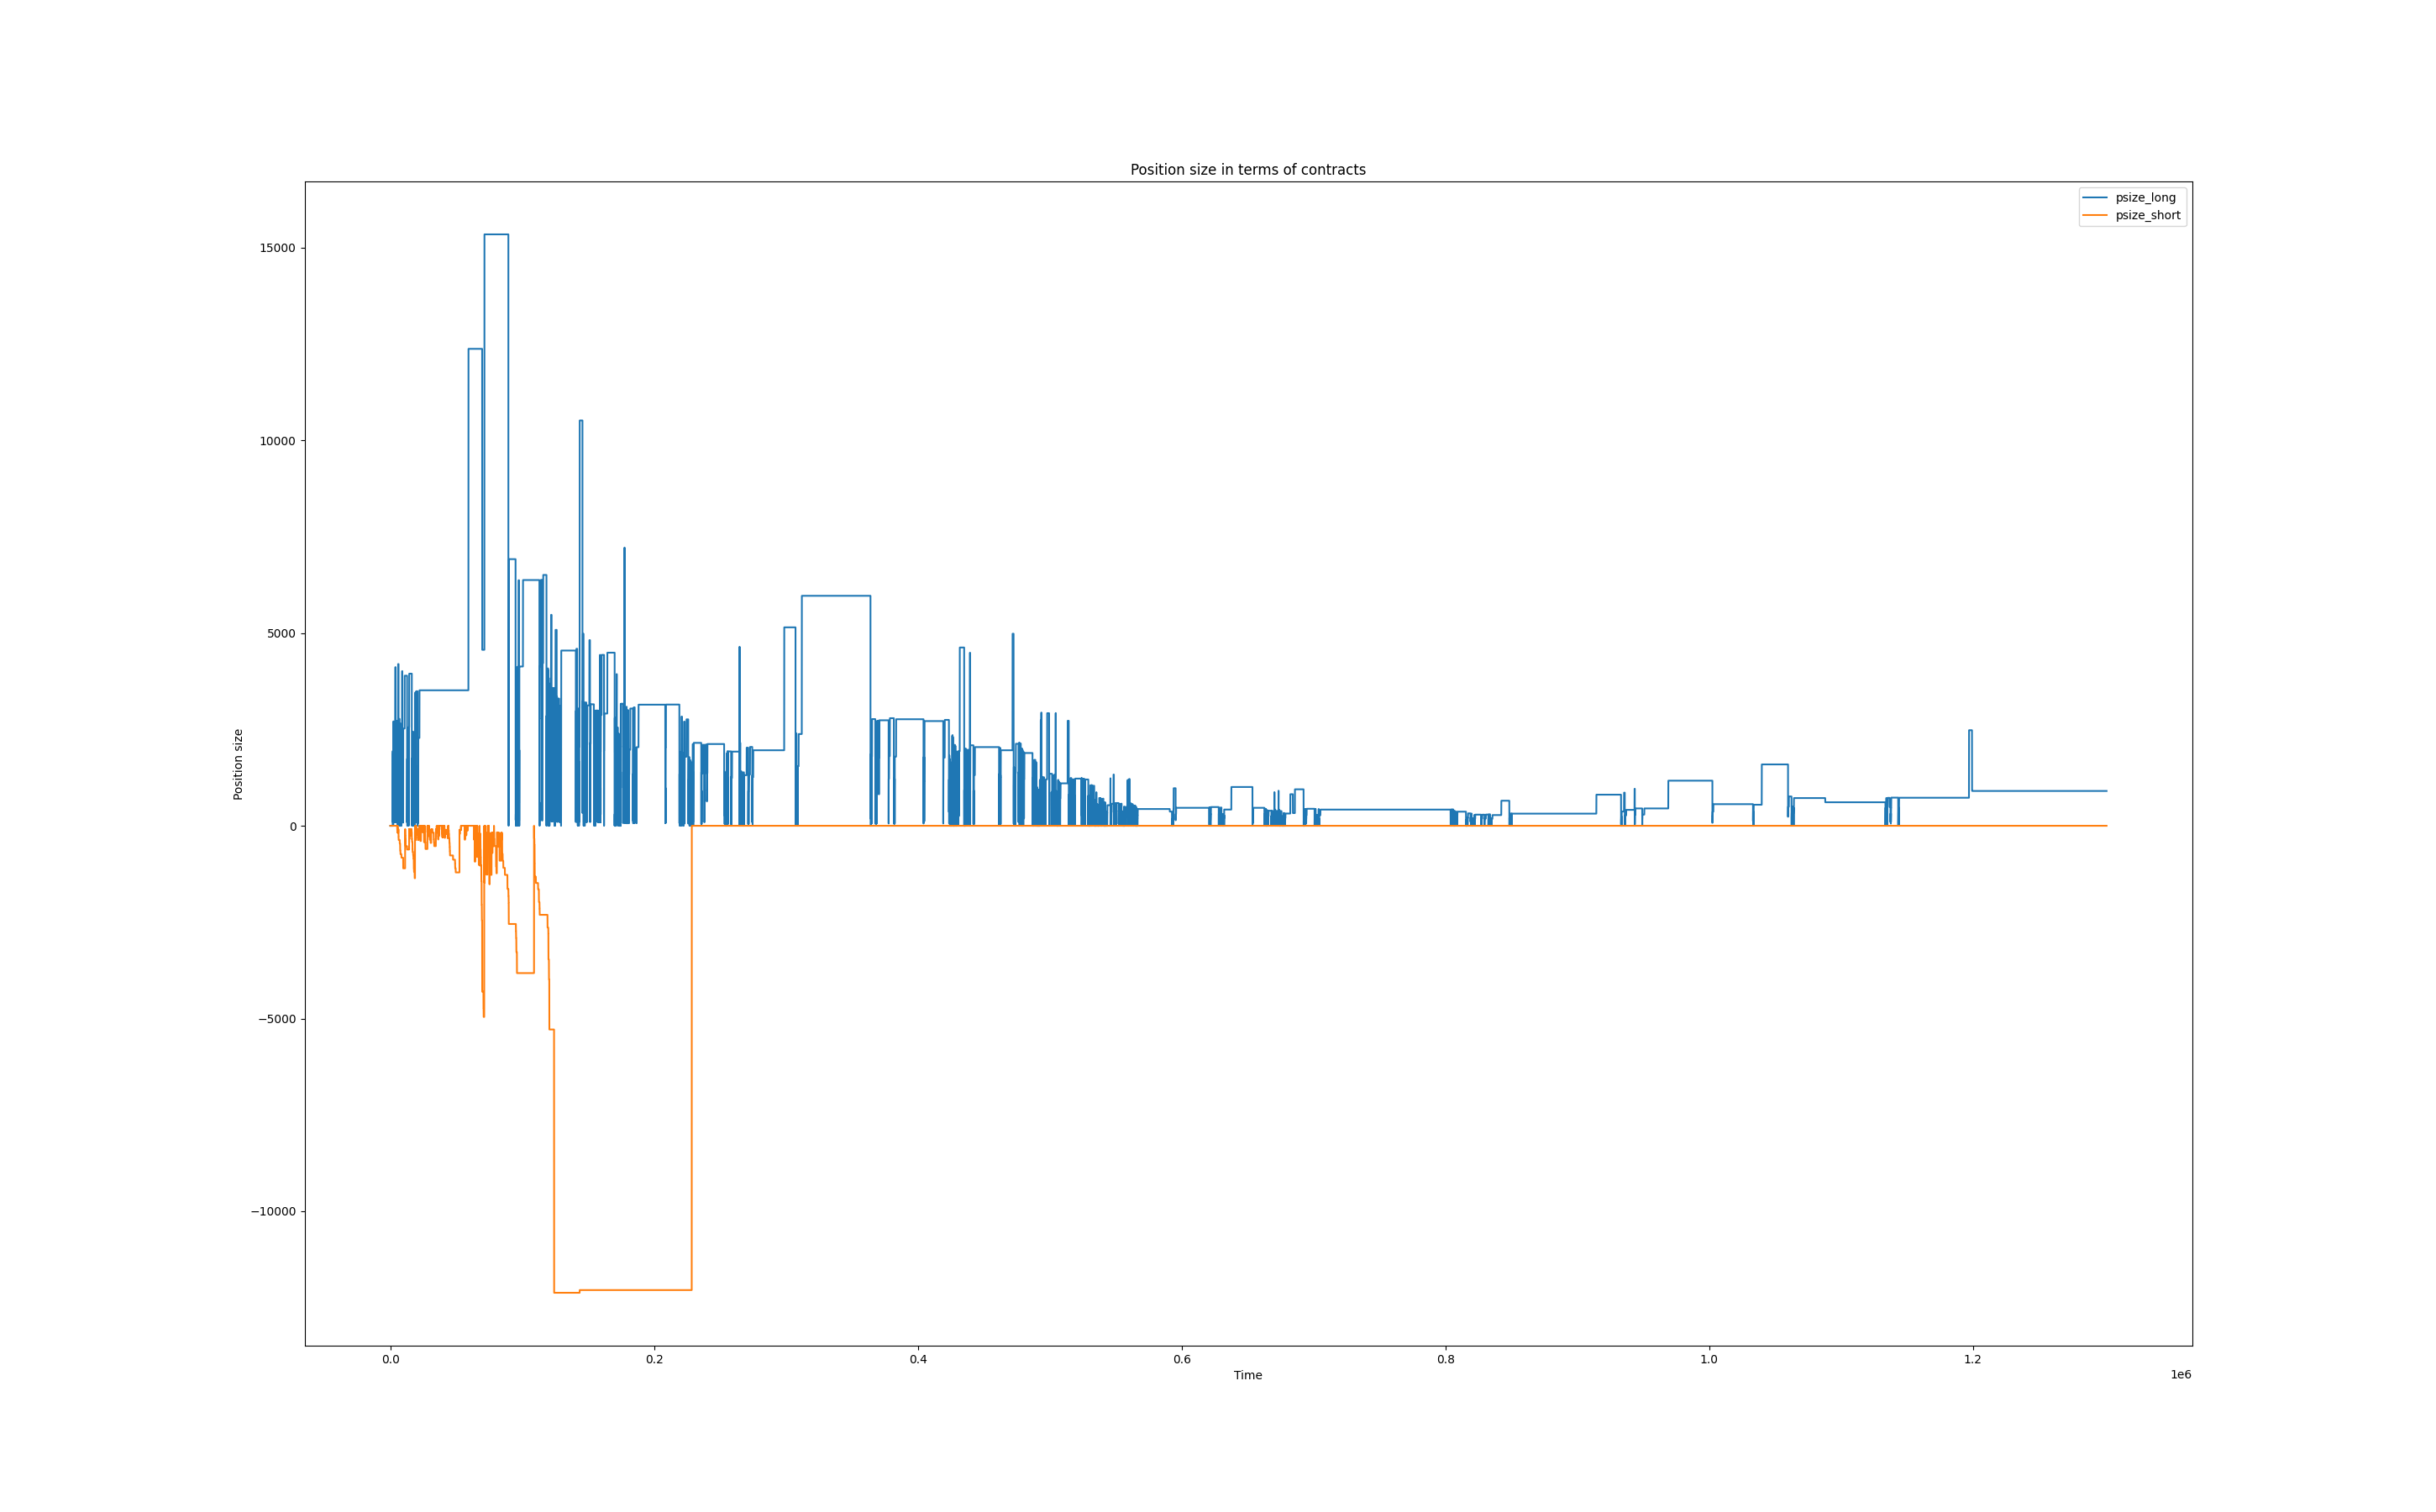 Position size in terms of contracts
psize_long
psize_short
15000
10000
5000
0
−5000
−10000
Position size
0.0 0.2 0.4 0.6 0.8 1.0 1.2
Time
1e6